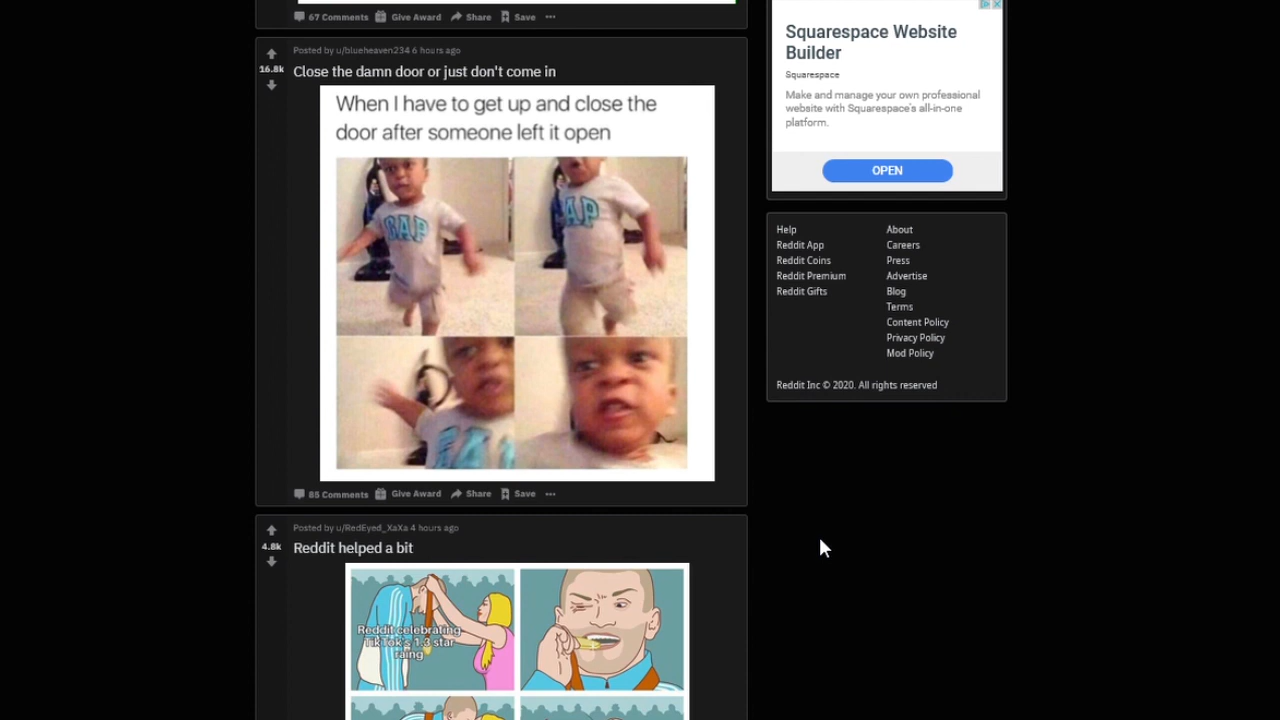 67 Comments Give Award Share Save
Posted by u/blueheaven234 6 hours ago
16.8k
Close the damn door or just don't come in
When I have to get up and close the
door after someone left it open
GAP
AP
GAP
85 Comments Give Award Share Save
Posted by u/RedEyed_XaXa 4 hours ago
4.8k
Reddit helped a bit
Reddit celebrating
TikTok's 1.3 star
raing
Squarespace Website
Builder
Squarespace
Make and manage your own professional
website with Squarespace's all-in-one
platform.
OPEN
Help
Reddit App
Reddit Coins
Reddit Premium
Reddit Gifts
About
Careers
Press
Advertise
Blog
Terms
Content Policy
Privacy Policy
Mod Policy
Reddit Inc © 2020. All rights reserved